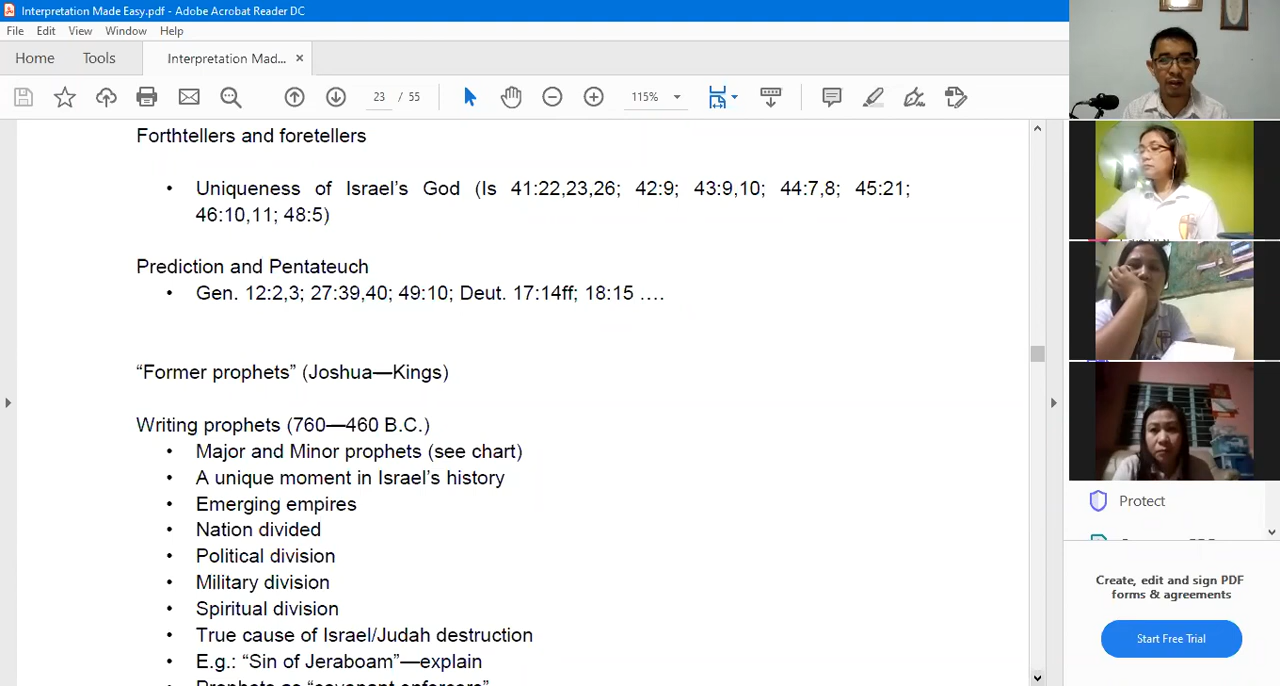 Interpretation Made Easy.pdf - Adobe Acrobat Reader DC
File Edit View Window Help
Home Tools Interpretation Mad... ×
23 / 55 115%
Forthtellers and foretellers
• Uniqueness of Israel’s God (Is 41:22,23,26; 42:9; 43:9,10; 44:7,8; 45:21;
46:10,11; 48:5)
Prediction and Pentateuch
• Gen. 12:2,3; 27:39,40; 49:10; Deut. 17:14ff; 18:15 ….
“Former prophets” (Joshua—Kings)
Writing prophets (760—460 B.C.)
• Major and Minor prophets (see chart)
• A unique moment in Israel’s history
• Emerging empires
• Nation divided
• Political division
• Military division
• Spiritual division
• True cause of Israel/Judah destruction
• E.g.: “Sin of Jeroboam”—explain
• Prophets as “covenant enforcers”
Protect
Create, edit and sign PDF
forms & agreements
Start Free Trial